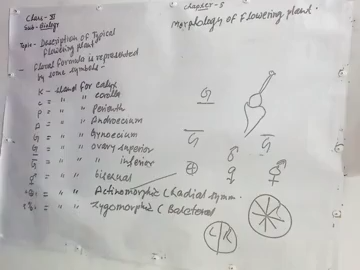 Class-XI
Sub-Biology
chapter-5
Morphology of Flowering plant.
Topic- Description of Typical
flowering plant
- Floral formula is represented
by some symbols.
K - stand for calyx
C = " " corolla
P = " " perianth
A = " " Androecium
G = " " Gynoecium
G = " " ovary superior
G = " " inferior
⚥ = " " bisexual
⊕ = " " Actinomorphic (Radial symm.
% = " " Zygomorphic (Bilateral
G
G G
L R